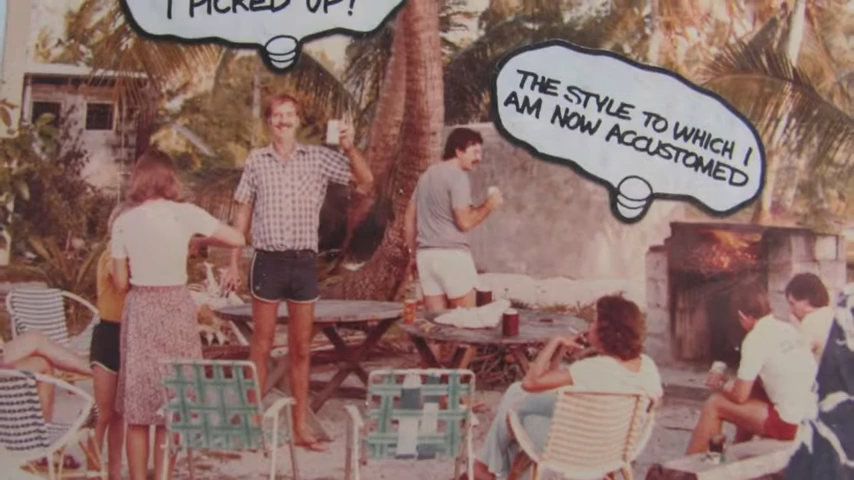 I PICKED UP!
THE STYLE TO WHICH I
AM NOW ACCUSTOMED